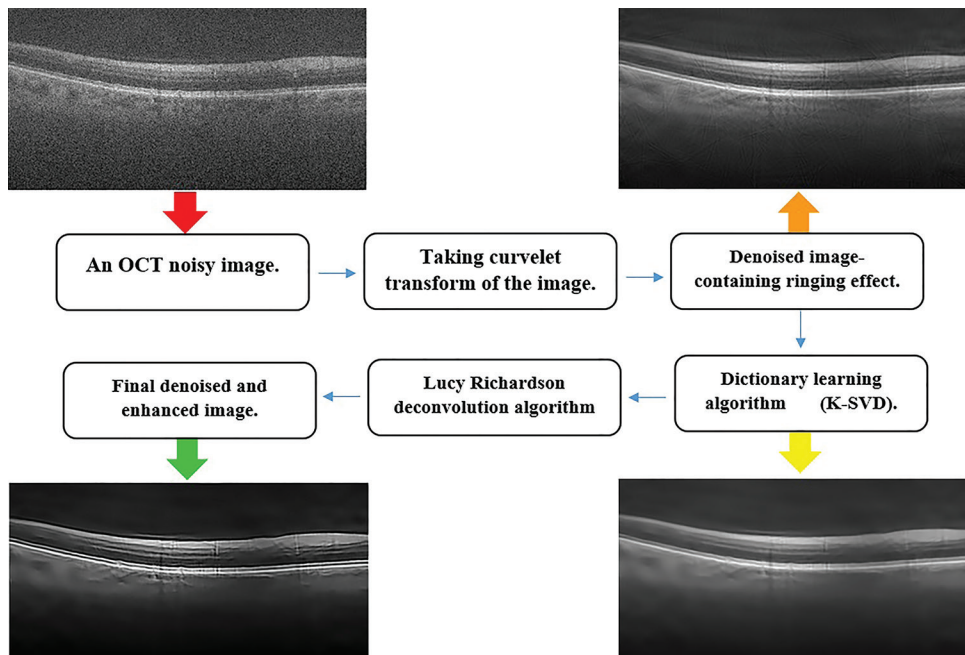 An OCT noisy image.
Taking curvelet
transform of the image.
Denoised image-
containing ringing effect.
Dictionary learning
algorithm (K-SVD).
Lucy Richardson
deconvolution algorithm
Final denoised and
enhanced image.